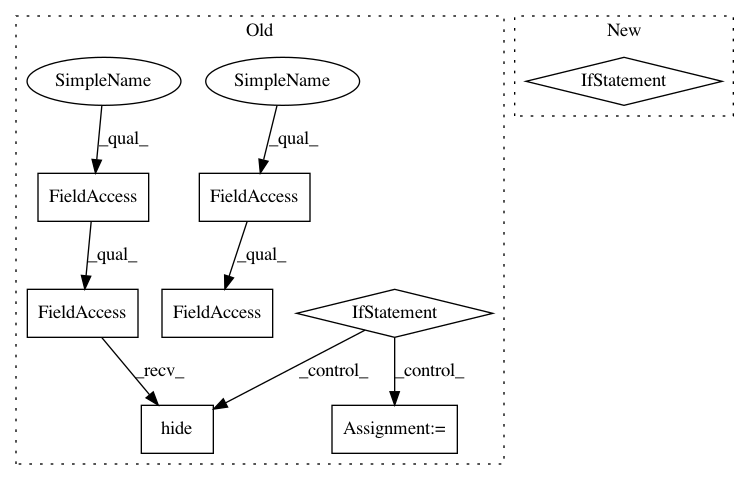 Old
New
SimpleName
SimpleName
IfStatement
_qual_
_qual_
FieldAccess
FieldAccess
_qual_
_qual_
FieldAccess
FieldAccess
IfStatement
_recv_
_control_
_control_
hide
Assignment:=